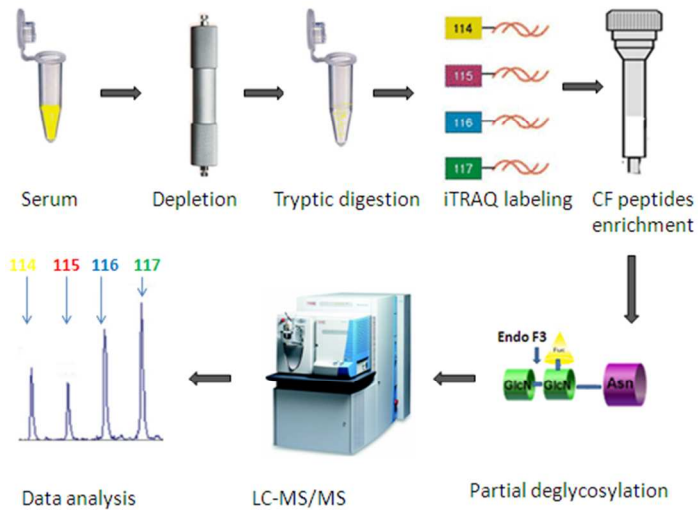 114
115
116
117
Serum
Depletion
Tryptic digestion
iTRAQ labeling
CF peptides
enrichment
114 115 116 117
Endo F3
Fuc
GlcN
GlcN
Asn
Data analysis
LC-MS/MS
Partial deglycosylation